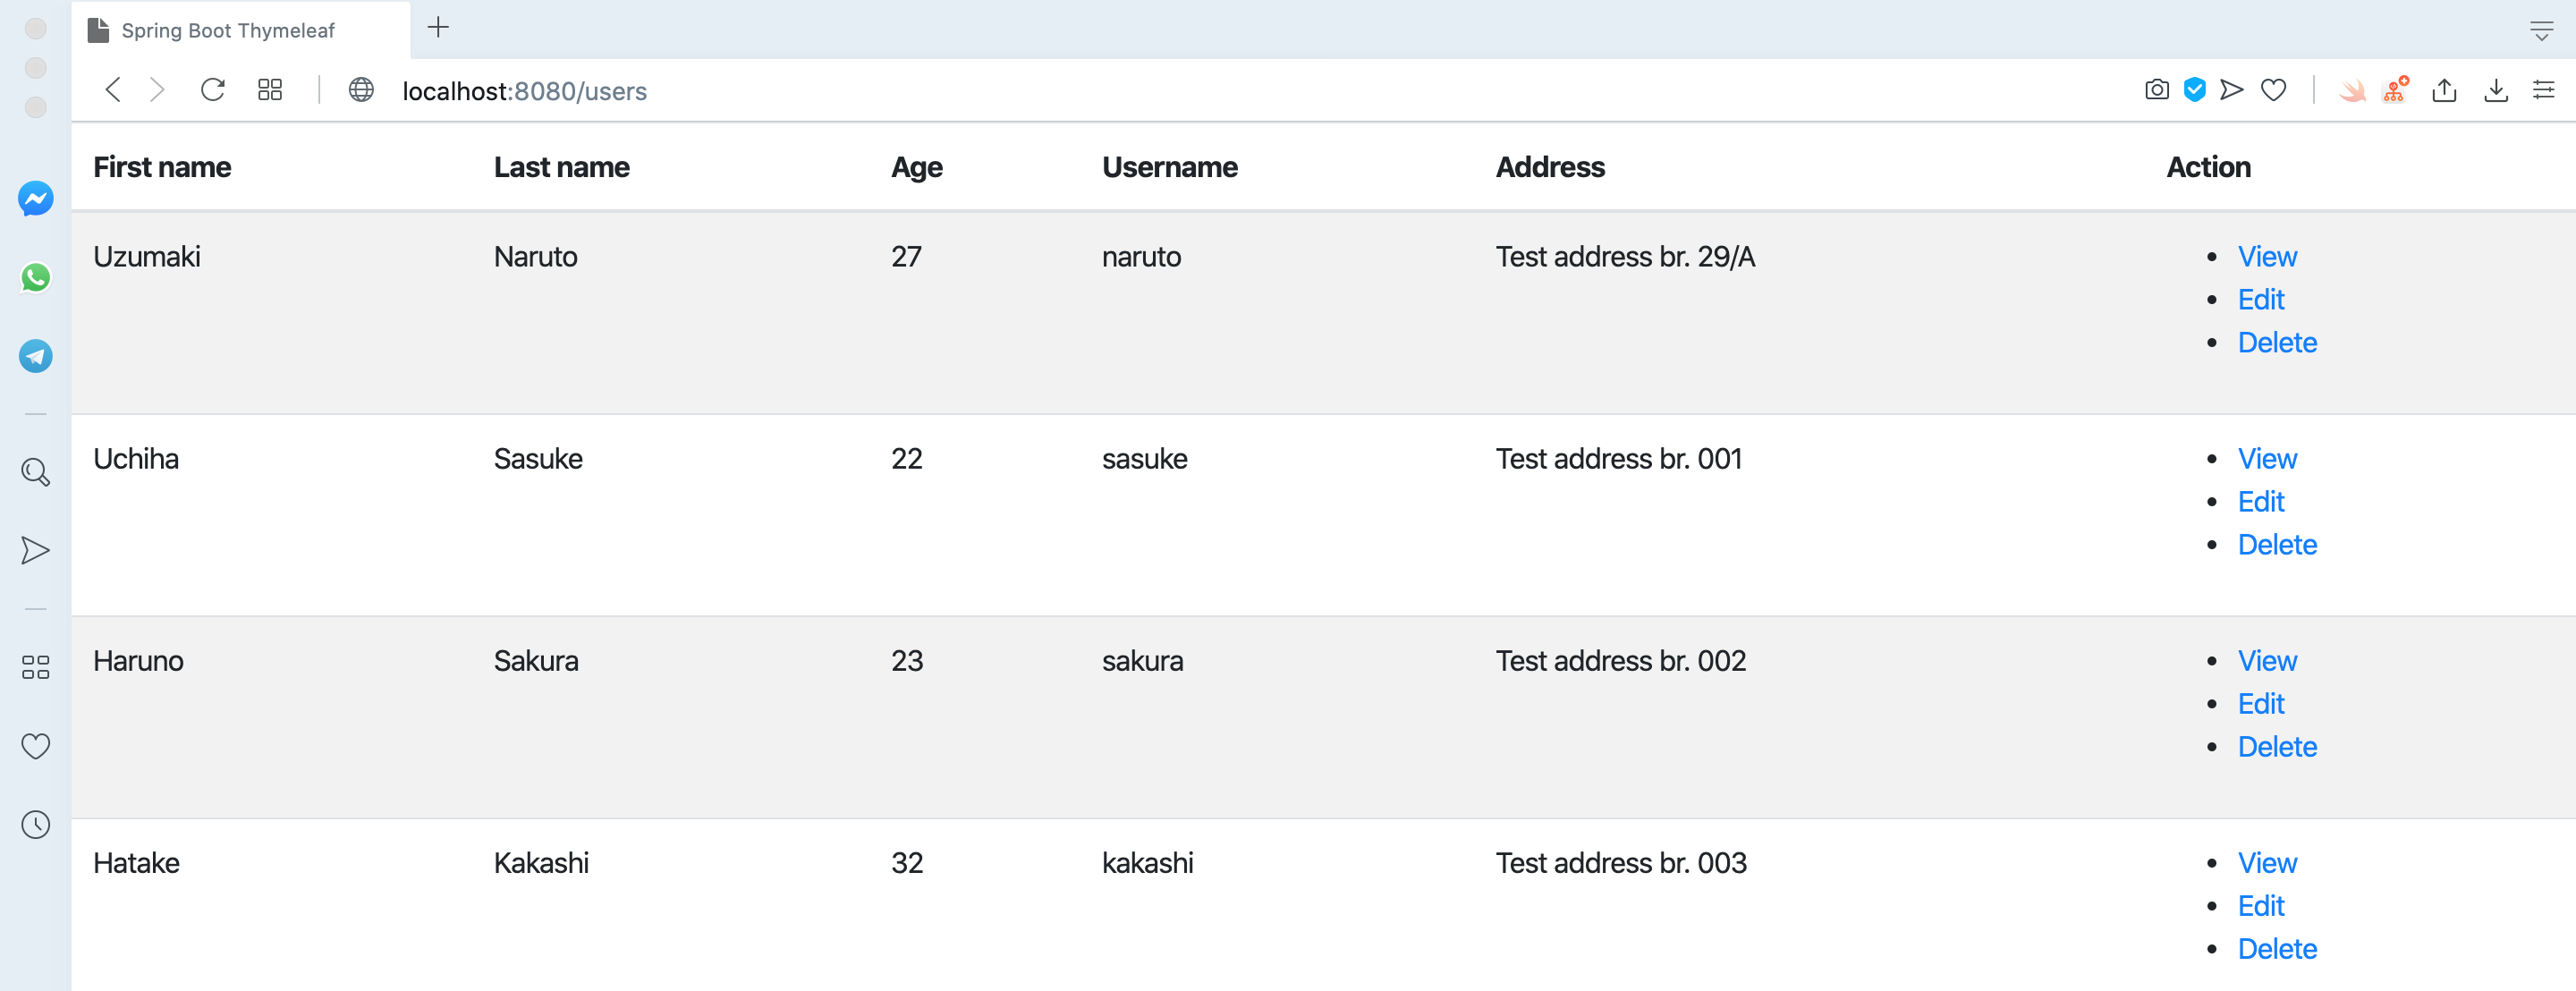 Spring Boot Thymeleaf
localhost:8080/users
First name Last name Age Username Address Action
Uzumaki Naruto 27 naruto Test address br. 29/A View
Edit
Delete
Uchiha Sasuke 22 sasuke Test address br. 001 View
Edit
Delete
Haruno Sakura 23 sakura Test address br. 002 View
Edit
Delete
Hatake Kakashi 32 kakashi Test address br. 003 View
Edit
Delete